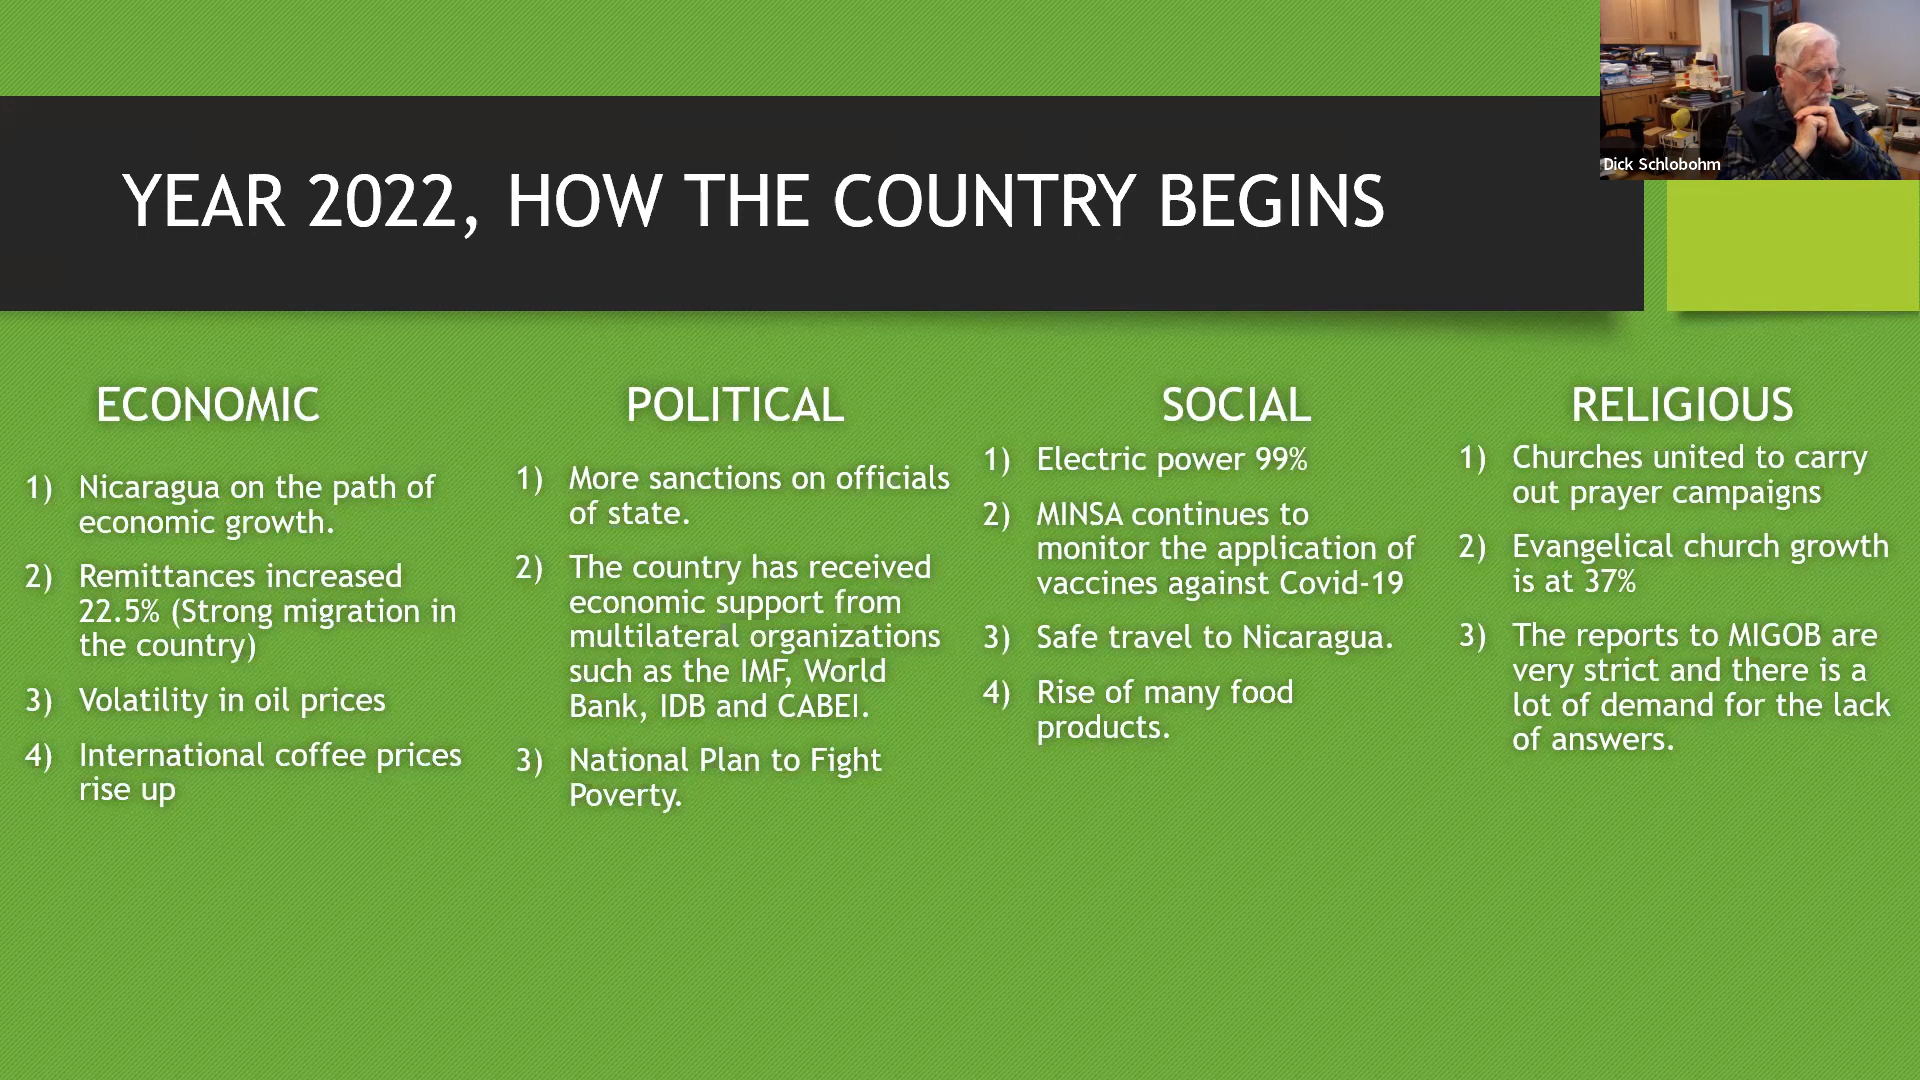 Dick Schlobohm
YEAR 2022, HOW THE COUNTRY BEGINS
ECONOMIC
1) Nicaragua on the path of
economic growth.
2) Remittances increased
22.5% (Strong migration in
the country)
3) Volatility in oil prices
4) International coffee prices
rise up
POLITICAL
1) More sanctions on officials
of state.
2) The country has received
economic support from
multilateral organizations
such as the IMF, World
Bank, IDB and CABEI.
3) National Plan to Fight
Poverty.
SOCIAL
1) Electric power 99%
2) MINSA continues to
monitor the application of
vaccines against Covid-19
3) Safe travel to Nicaragua.
4) Rise of many food
products.
RELIGIOUS
1) Churches united to carry
out prayer campaigns
2) Evangelical church growth
is at 37%
3) The reports to MIGOB are
very strict and there is a
lot of demand for the lack
of answers.